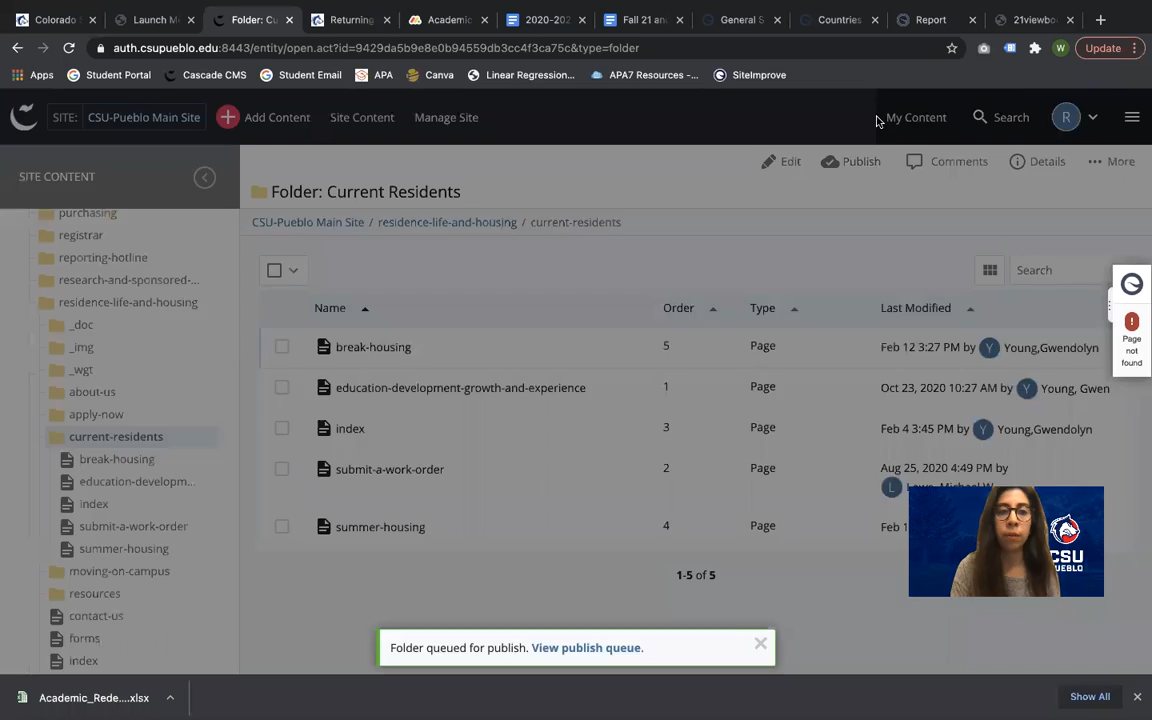 Colorado S
Launch Me
Folder: Cu
Returning
Academic
2020-202
Fall 21 an
General S
Countries
Report
21viewbo
auth.csupueblo.edu:8443/entity/open.act?id=9429da5b9e8e0b94559db3cc4f3ca75c&type=folder
W
Update
Apps
Student Portal
Cascade CMS
Student Email
APA
Canva
Linear Regression...
APA7 Resources -...
SiteImprove
SITE: CSU-Pueblo Main Site
Add Content
Site Content
Manage Site
My Content
Search
R
SITE CONTENT
Edit
Publish
Comments
Details
More
Folder: Current Residents
CSU-Pueblo Main Site / residence-life-and-housing / current-residents
purchasing
registrar
reporting-hotline
research-and-sponsored-...
residence-life-and-housing
_doc
_img
_wgt
about-us
apply-now
current-residents
break-housing
education-developm...
index
submit-a-work-order
summer-housing
moving-on-campus
resources
contact-us
forms
index
Search
Name Order Type Last Modified
break-housing 5 Page Feb 12 3:27 PM by Y Young,Gwendolyn
education-development-growth-and-experience 1 Page Oct 23, 2020 10:27 AM by Y Young, Gwen
index 3 Page Feb 4 3:45 PM by Y Young,Gwendolyn
submit-a-work-order 2 Page Aug 25, 2020 4:49 PM by
L
summer-housing 4 Page Feb 1
1-5 of 5
Page
not
found
CSU
PUEBLO
Folder queued for publish. View publish queue.
Academic_Rede....xlsx
Show All